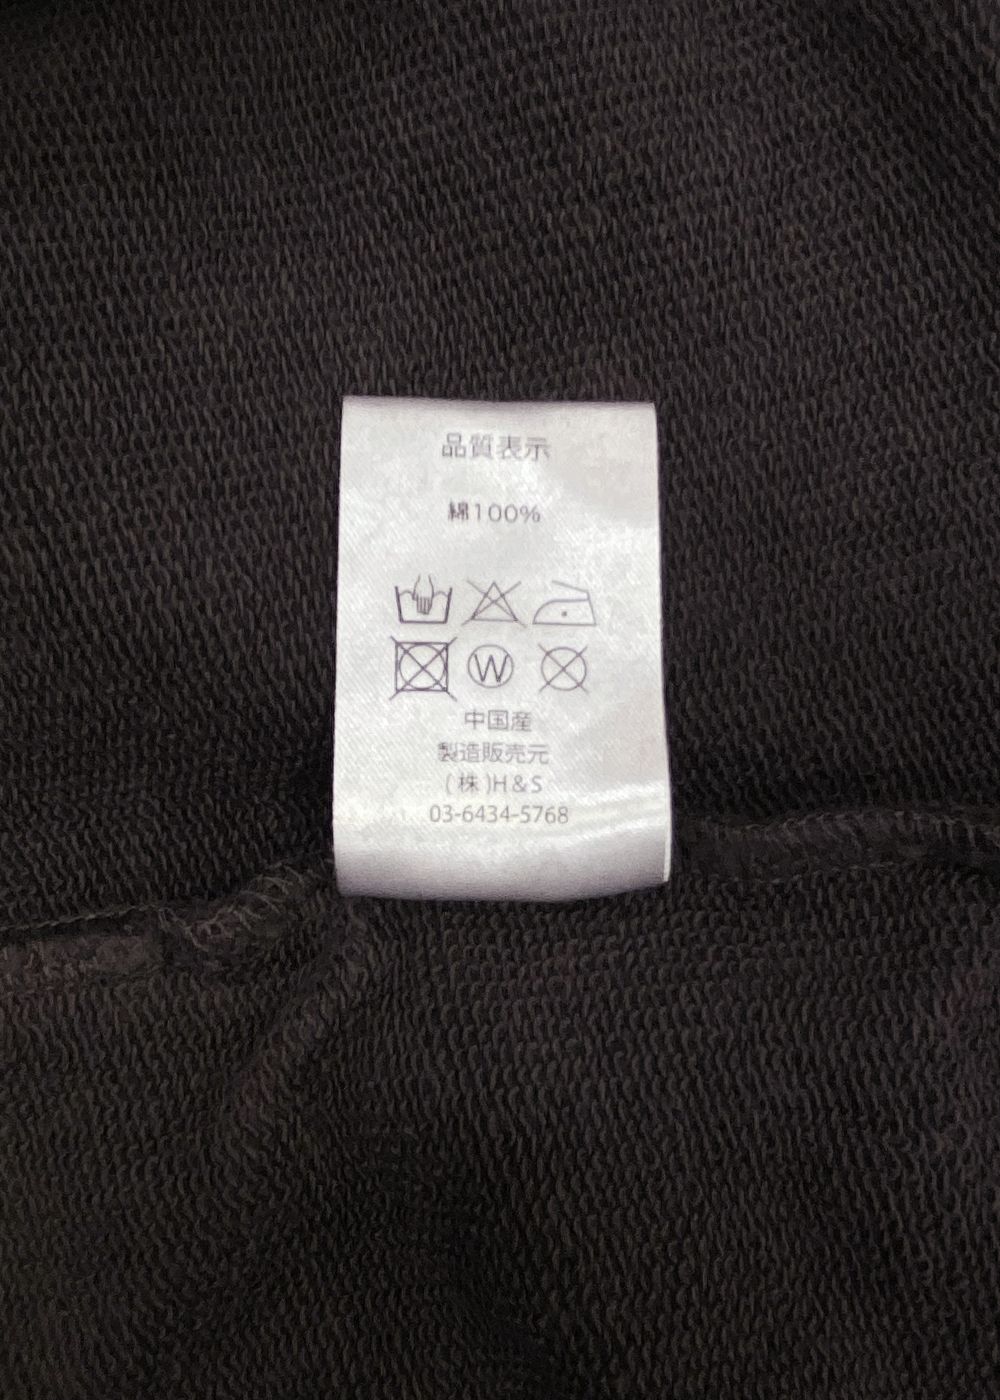 品質表示
綿100%
W
中国産
製造販売元
(株)H&S
03-6434-5768